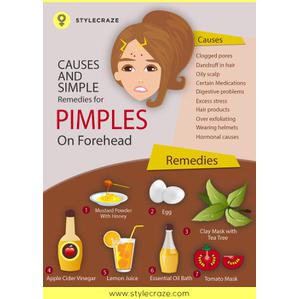 STYLECRAZE
CAUSES
AND
SIMPLE
Remedies for
PIMPLES
On Forehead
Causes
Clogged pores
Dandruff in hair
Oily scalp
Certain Medications
Digestive problems
Excess stress
Hair products
Over exfoliating
Wearing helmets
Hormonal causes
Remedies
1
Mustard Powder
With Honey
2
Egg
3
Clay Mask with
Tea Tree
4
Apple Cider Vinegar
5
Lemon Juice
6
Essential Oil Bath
7
Tomato Mask
www.stylecraze.com